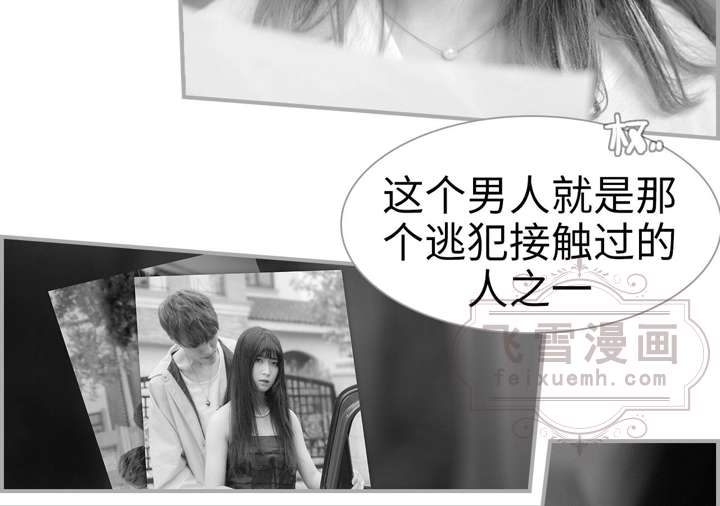 权..
这个男人就是那
个逃犯接触过的
人之一
飞雪漫画
feixuemh.com